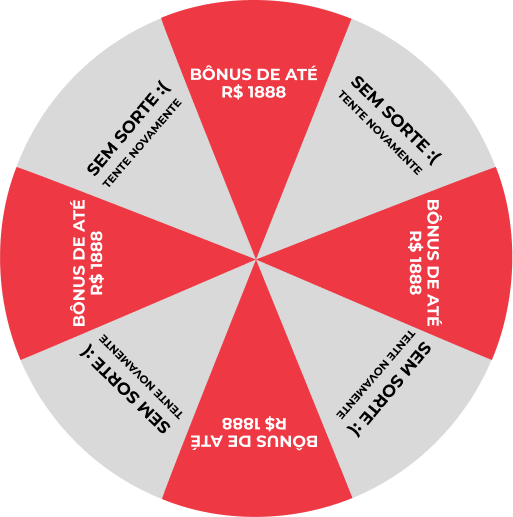 BÔNUS DE ATÉ
R$ 1888
SEM SORTE :(
TENTE NOVAMENTE
BÔNUS DE ATÉ
R$ 1888
SEM SORTE :(
TENTE NOVAMENTE
BÔNUS DE ATÉ
R$ 1888
SEM SORTE :(
TENTE NOVAMENTE
BÔNUS DE ATÉ
R$ 1888
SEM SORTE :(
TENTE NOVAMENTE